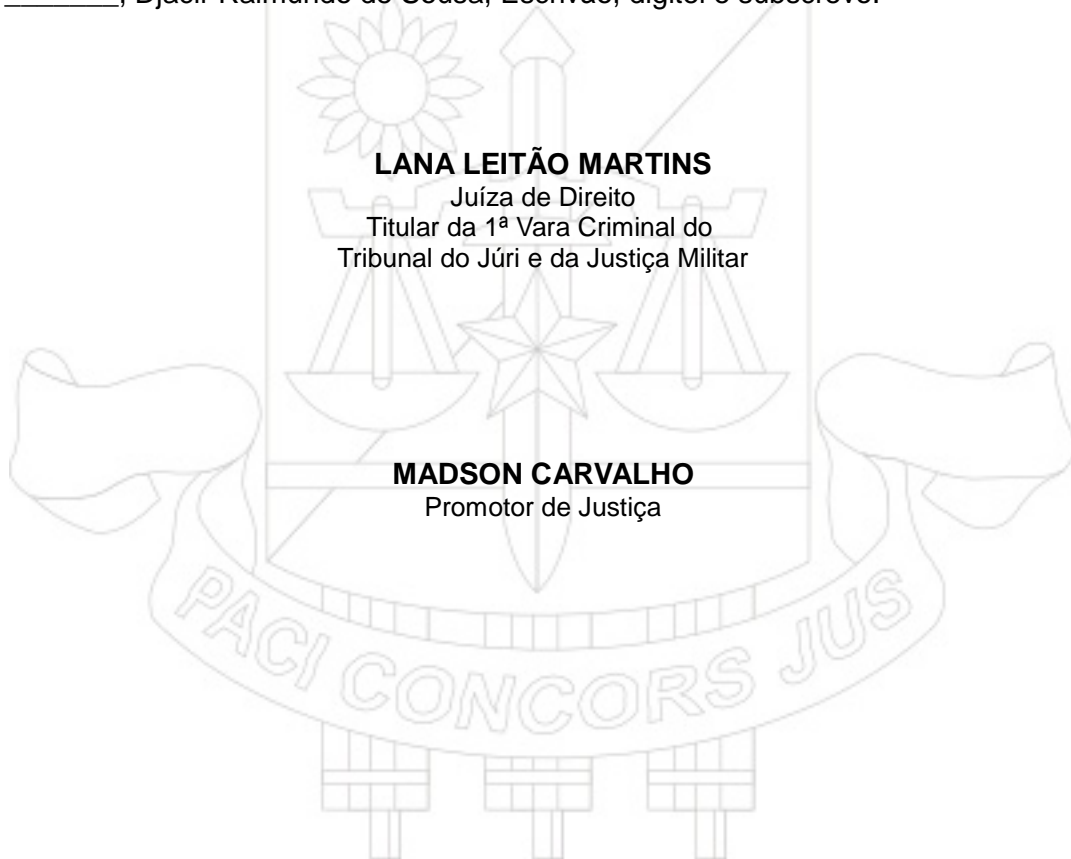 _______, Djacir Raimundo de Sousa, Escrivão, digitei e subscrevo.
LANA LEITÃO MARTINS
Juíza de Direito
Titular da 1ª Vara Criminal do
Tribunal do Júri e da Justiça Militar
MADSON CARVALHO
Promotor de Justiça
PACI CONCORS JUS